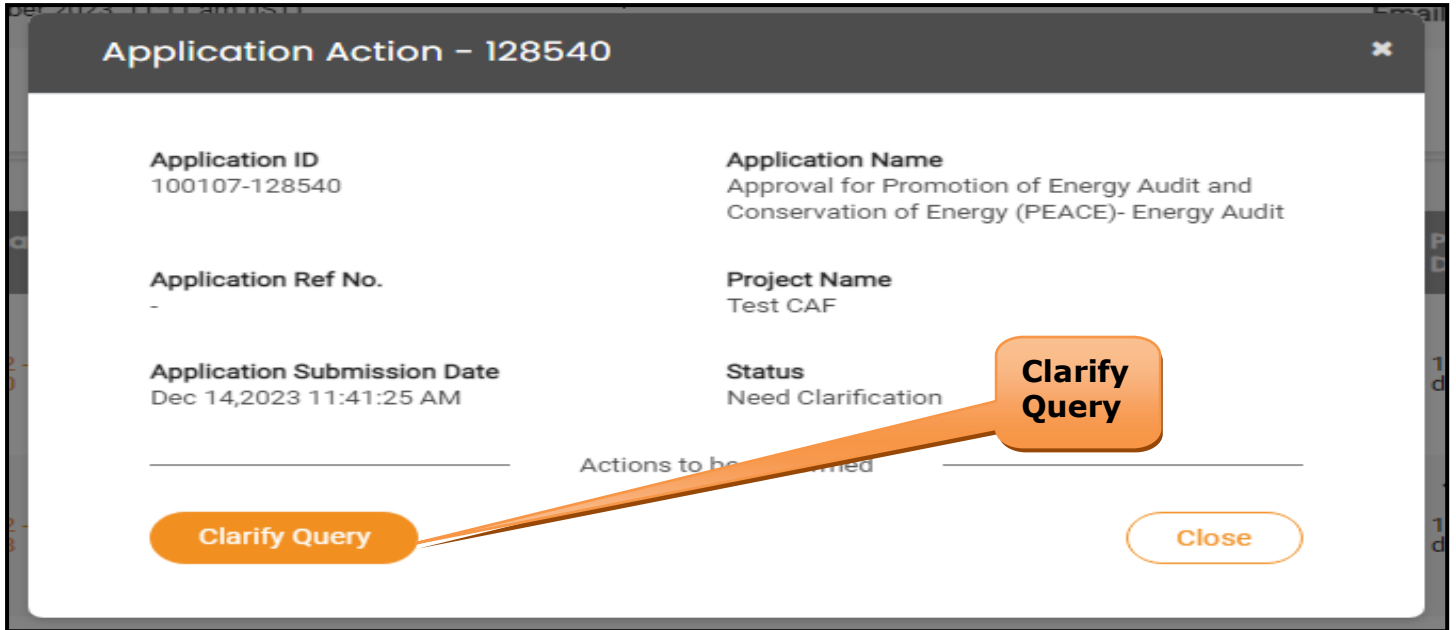 Email
Application Action - 128540
Application ID
100107-128540
Application Name
Approval for Promotion of Energy Audit and
Conservation of Energy (PEACE)- Energy Audit
Application Ref No.
-
Project Name
Test CAF
Application Submission Date
Dec 14,2023 11:41:25 AM
Status
Need Clarification
Clarify
Query
Actions to be
Clarify Query
Close